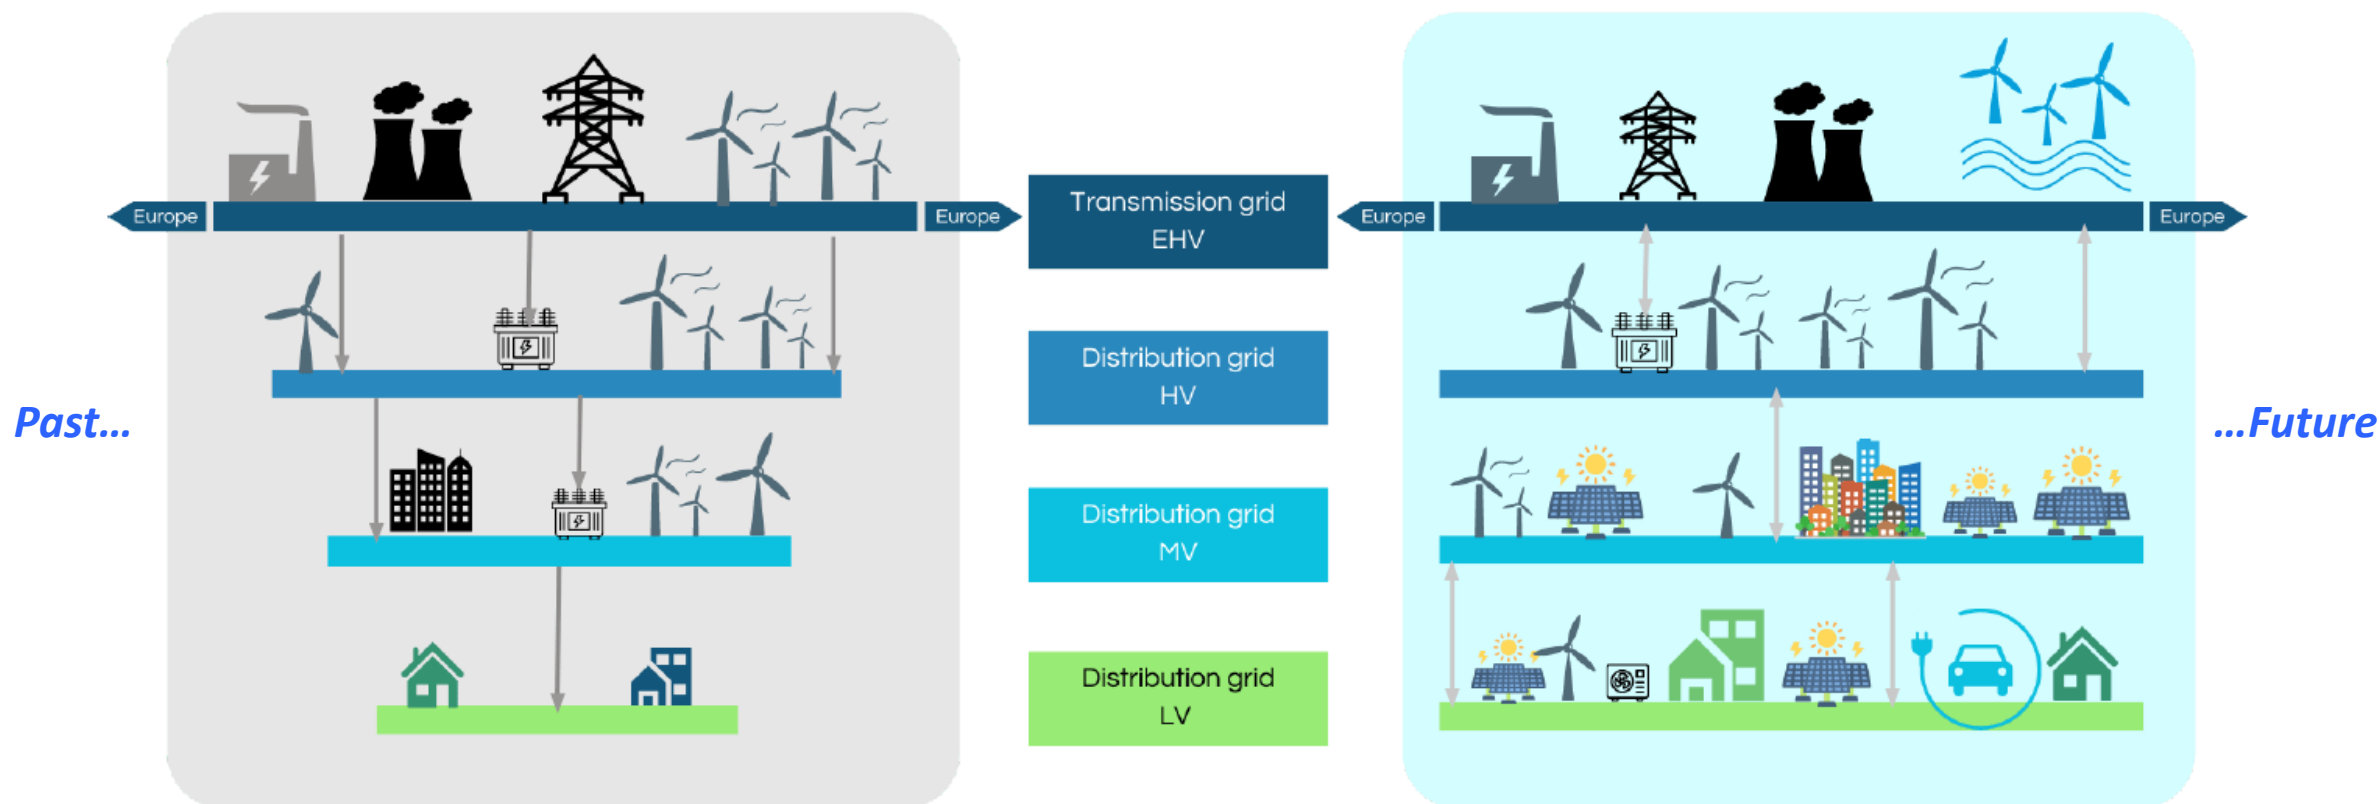 Europe
Europe
Transmission grid
EHV
Europe
Europe
Distribution grid
HV
Past...
...Future
Distribution grid
MV
Distribution grid
LV